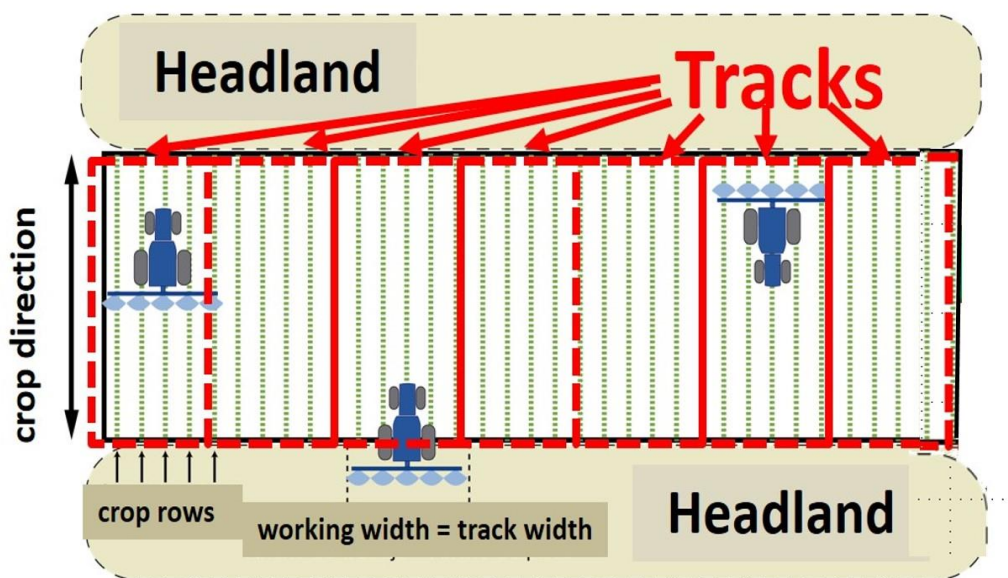 Headland
Tracks
crop direction
crop rows
working width = track width
Headland